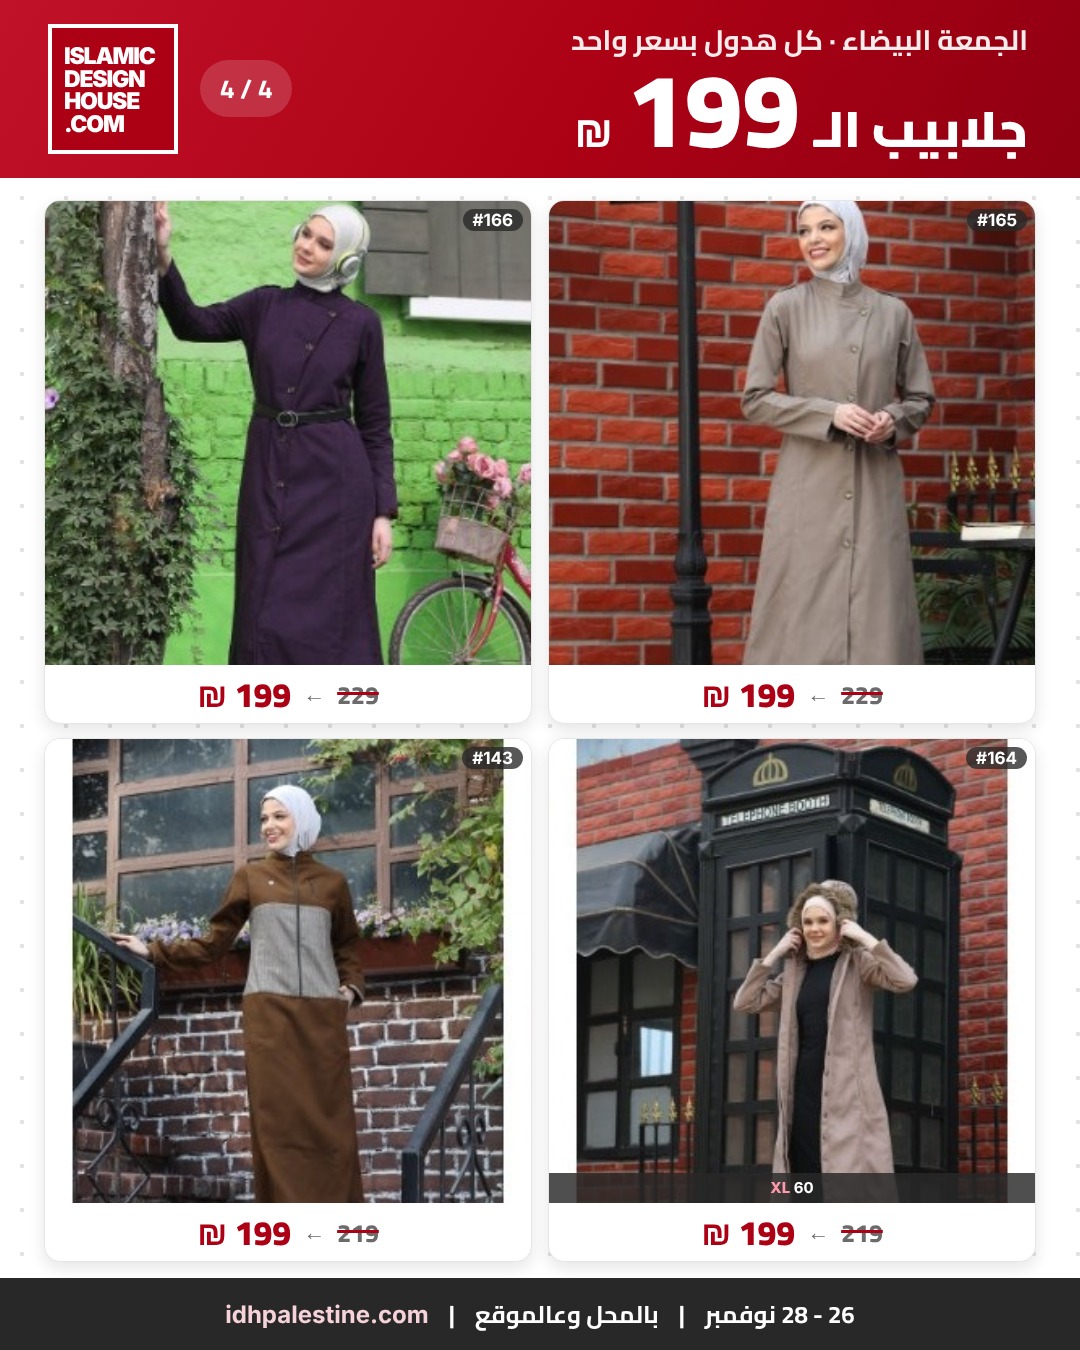 الجمعة البيضاء · كل هدول بسعر واحد
جلابيب الـ 199 ₪
4 / 4
ISLAMIC
DESIGN
HOUSE
.COM
#165
229 ← 199 ₪
#166
229 ← 199 ₪
#164
TELEPHONE BOOTH
TELEPHONE BOOTH
XL 60
219 ← 199 ₪
#143
219 ← 199 ₪
26 - 28 نوفمبر | بالمحل وعالموقع | idhpalestine.com